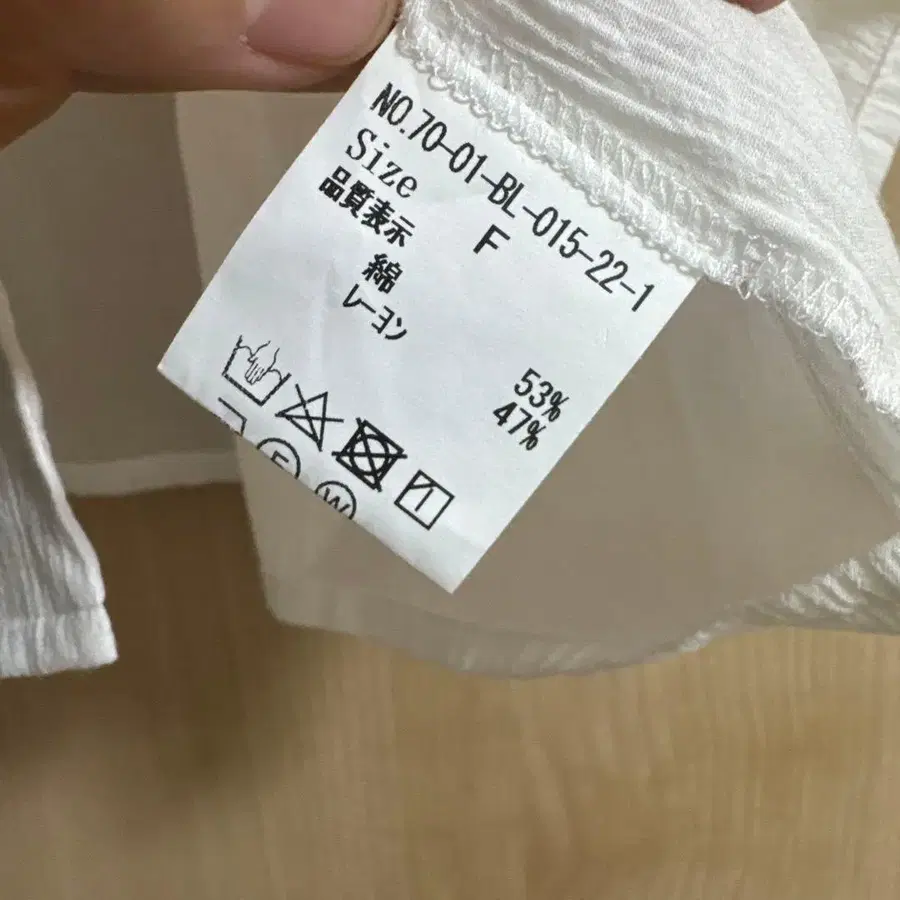 NO.70-01-BL-015-22-1
Size F
品質表示
綿 53%
レーヨン 47%
F
W